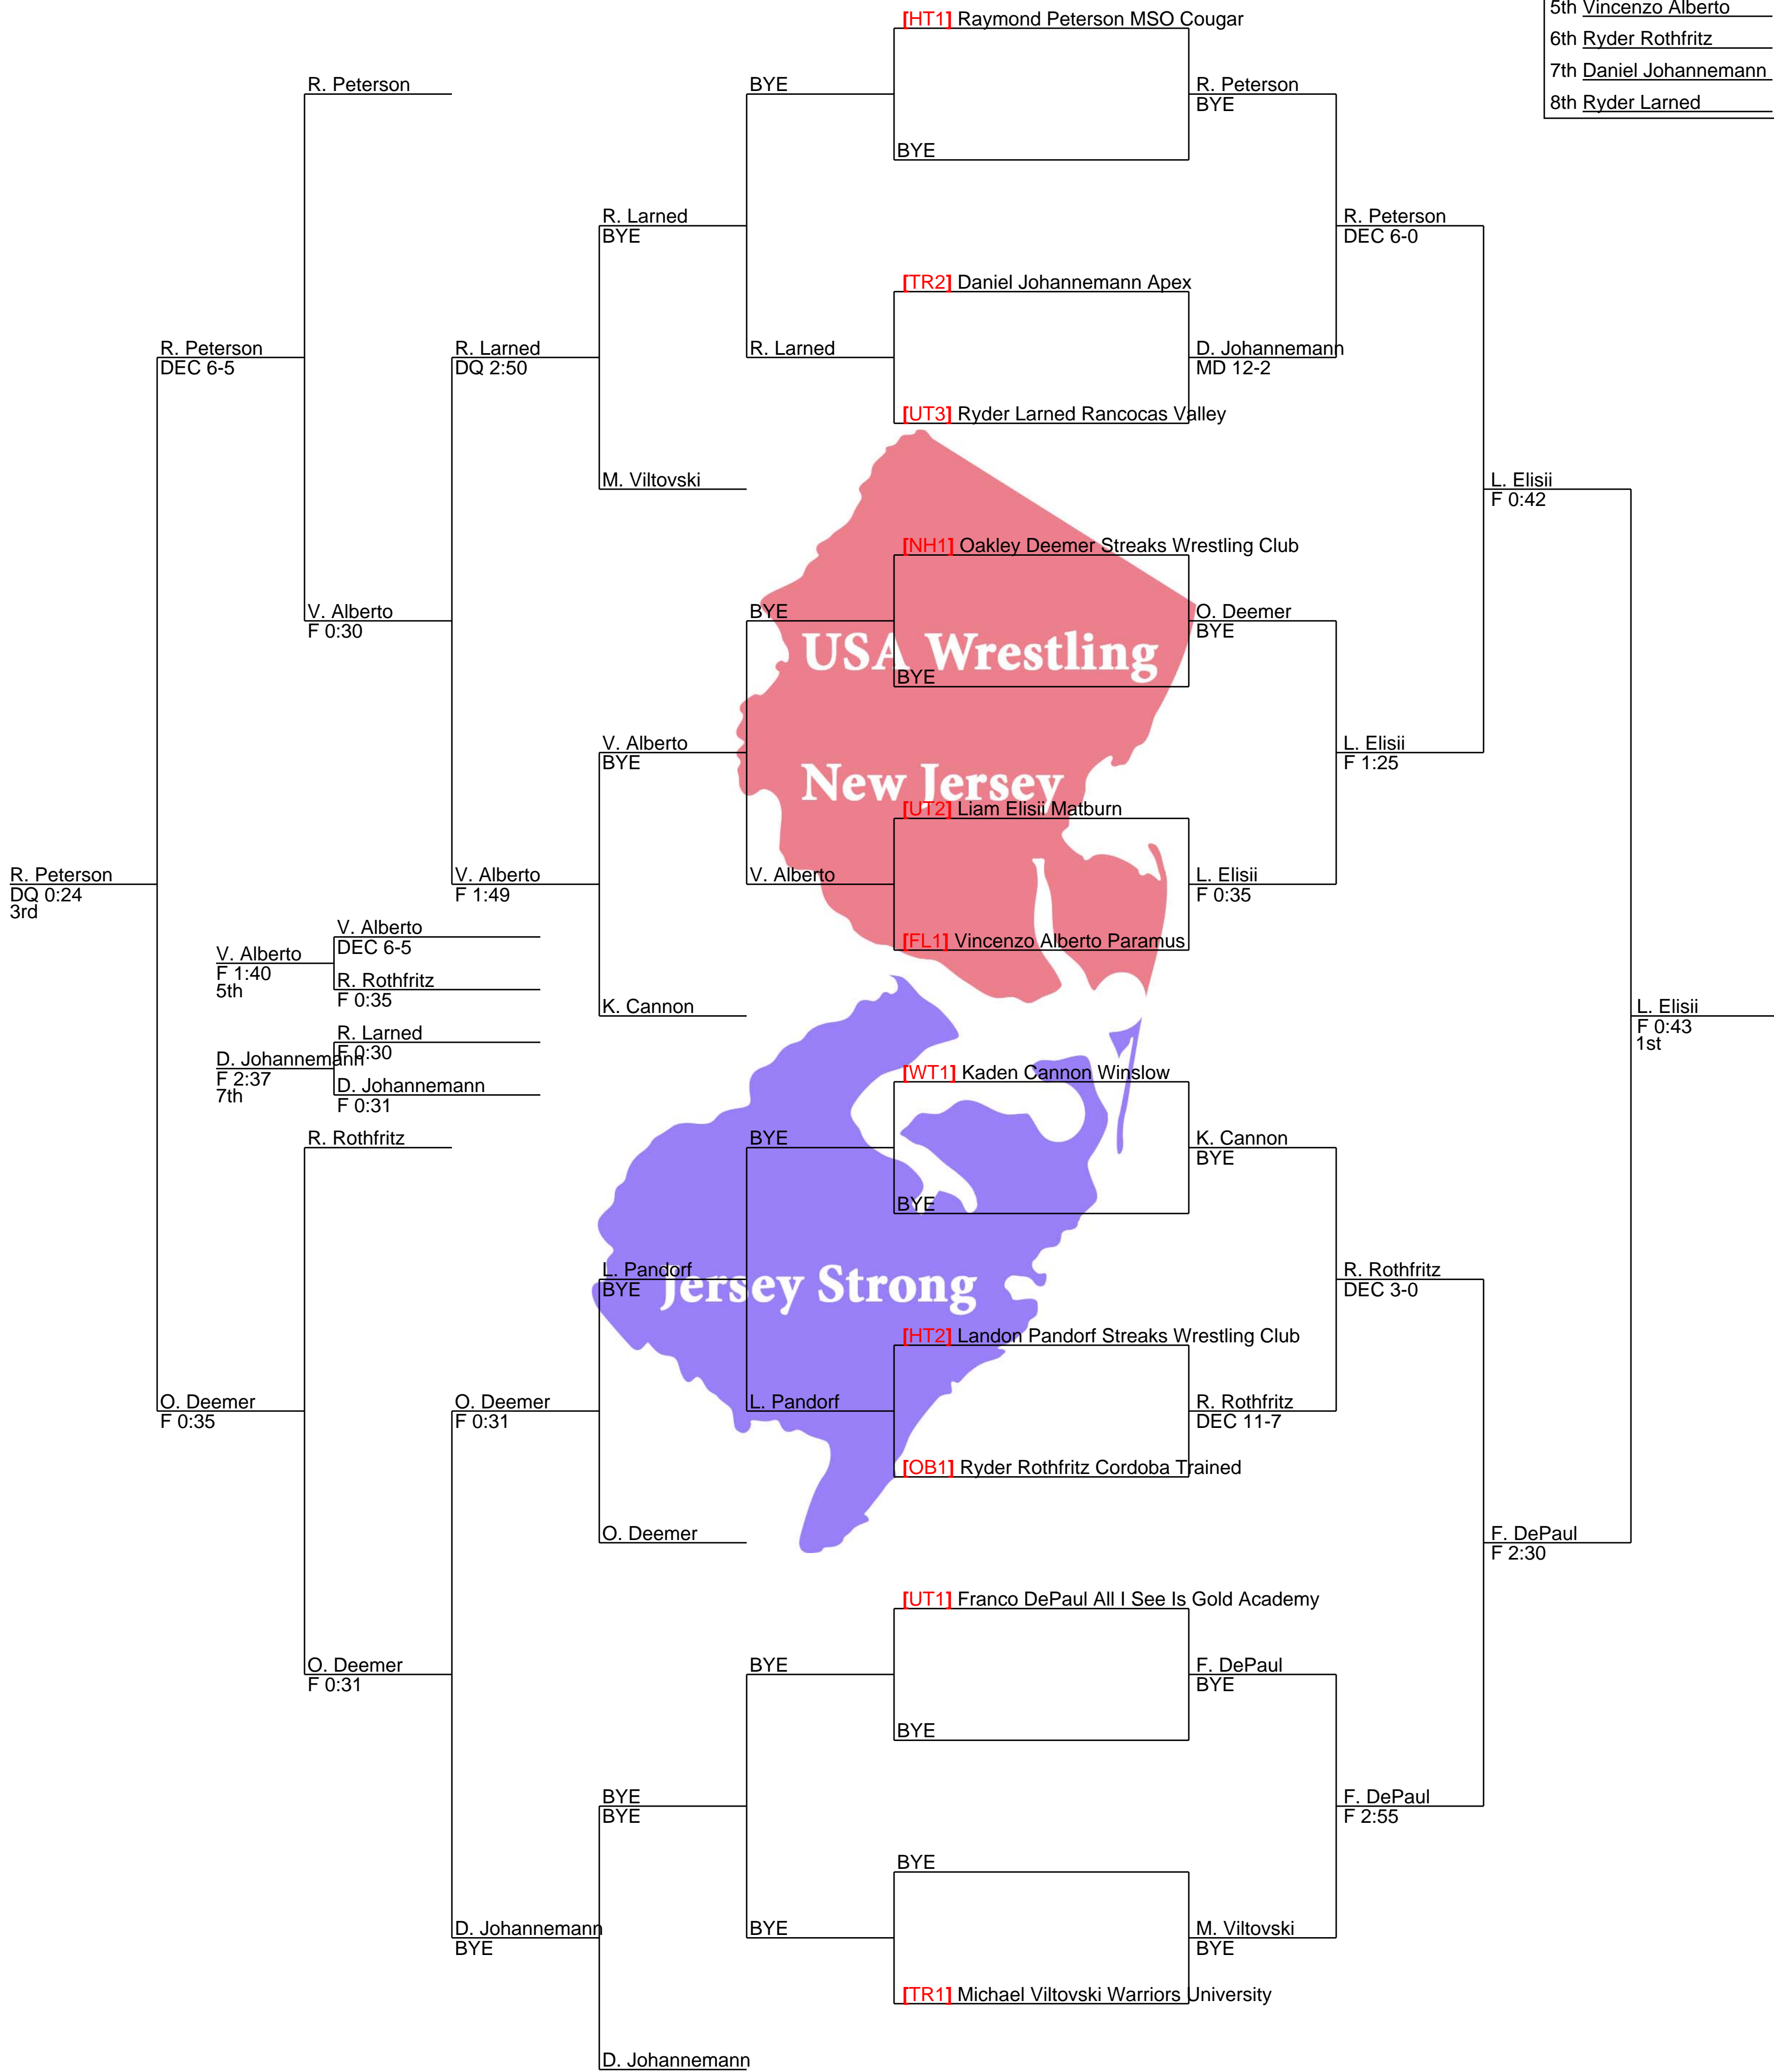 5th Vincenzo Alberto
[HT1] Raymond Peterson MSO Cougar
6th Ryder Rothfritz
7th Daniel Johannemann
R. Peterson
BYE
R. Peterson
BYE
8th Ryder Larned
BYE
R. Larned
BYE
R. Peterson
DEC 6-0
[TR2] Daniel Johannemann Apex
R. Peterson
DEC 6-5
R. Larned
DQ 2:50
R. Larned
D. Johannemann
MD 12-2
[UT3] Ryder Larned Rancocas Valley
M. Viltovski
L. Elisii
F 0:42
[NH1] Oakley Deemer Streaks Wrestling Club
V. Alberto
F 0:30
BYE
O. Deemer
BYE
USA Wrestling
BYE
V. Alberto
BYE
L. Elisii
F 1:25
New Jersey
[UT2] Liam Elisii Matburn
R. Peterson
DQ 0:24
3rd
V. Alberto
F 1:49
V. Alberto
L. Elisii
F 0:35
V. Alberto
DEC 6-5
[FL1] Vincenzo Alberto Paramus
V. Alberto
F 1:40
5th
R. Rothfritz
F 0:35
K. Cannon
L. Elisii
F 0:43
1st
R. Larned
F 0:30
D. Johannemann
F 2:37
7th
D. Johannemann
F 0:31
[WT1] Kaden Cannon Winslow
R. Rothfritz
BYE
K. Cannon
BYE
BYE
L. Pandorf
BYE
Jersey Strong
R. Rothfritz
DEC 3-0
[HT2] Landon Pandorf Streaks Wrestling Club
O. Deemer
F 0:35
O. Deemer
F 0:31
L. Pandorf
R. Rothfritz
DEC 11-7
[OB1] Ryder Rothfritz Cordoba Trained
O. Deemer
F. DePaul
F 2:30
[UT1] Franco DePaul All I See Is Gold Academy
O. Deemer
F 0:31
BYE
F. DePaul
BYE
BYE
BYE
BYE
F. DePaul
F 2:55
BYE
D. Johannemann
BYE
BYE
M. Viltovski
BYE
[TR1] Michael Viltovski Warriors University
D. Johannemann